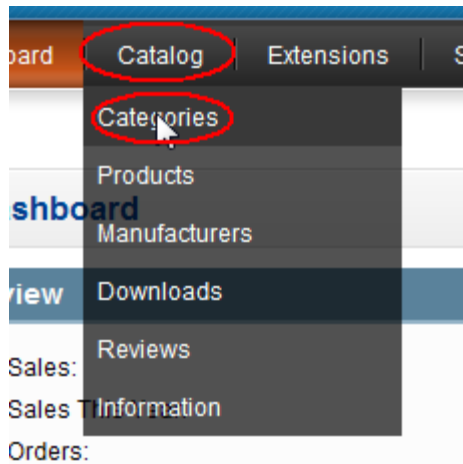 oard Catalog Extensions S
Categories
Products
shboard
Manufacturers
view Downloads
Reviews
Sales:
Sales Th
Information
Orders: